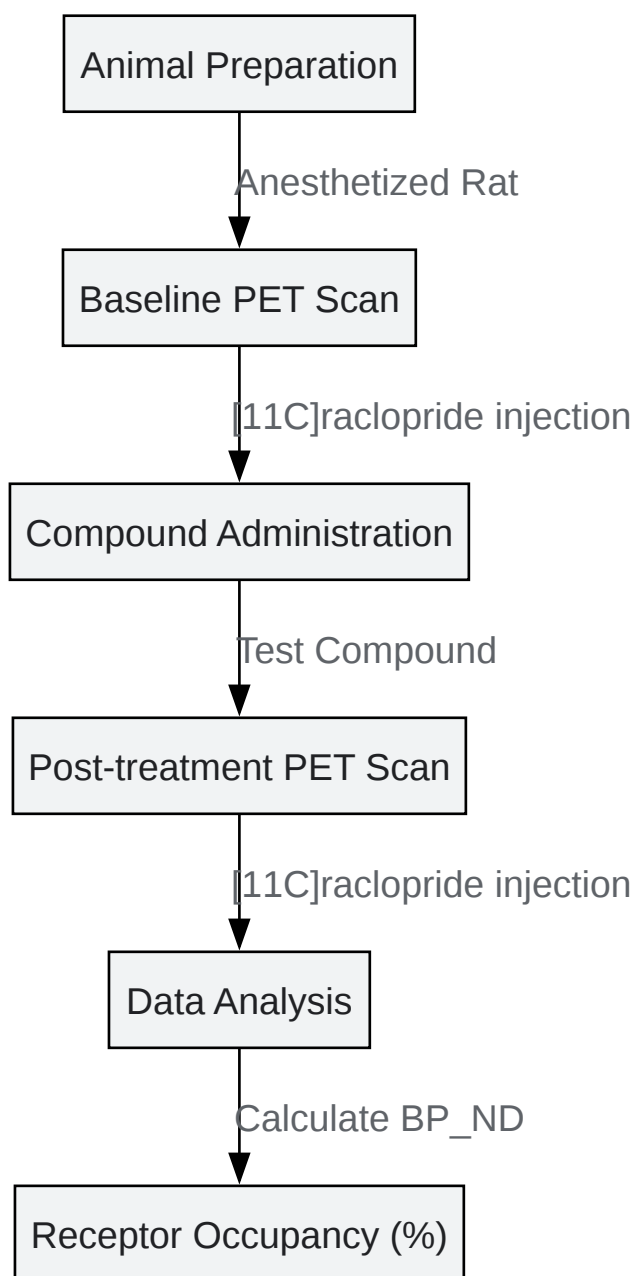 Animal Preparation
Anesthetized Rat
Baseline PET Scan
[11C]raclopride injection
Compound Administration
Test Compound
Post-treatment PET Scan
[11C]raclopride injection
Data Analysis
Calculate BP_ND
Receptor Occupancy (%)